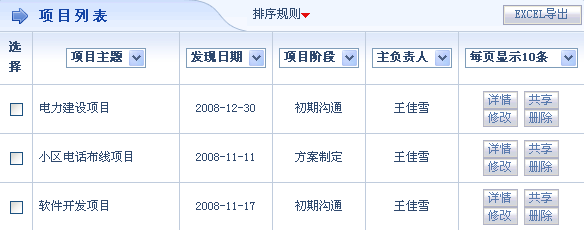 项目列表 排序规则 EXCEL导出
选择 项目主题 发现日期 项目阶段 主负责人 每页显示10条
电力建设项目 2008-12-30 初期沟通 王佳雪 详情 共享
修改 删除
小区电话布线项目 2008-11-11 方案制定 王佳雪 详情 共享
修改 删除
软件开发项目 2008-11-17 初期沟通 王佳雪 详情 共享
修改 删除